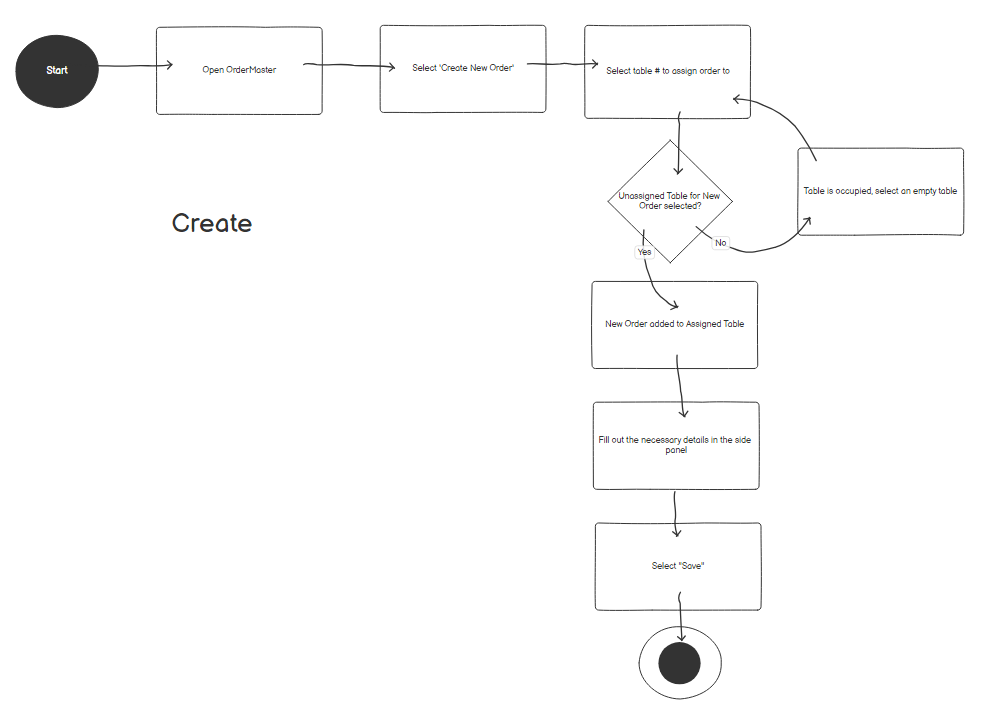 Start
Open OrderMaster
Select 'Create New Order'
Select table # to assign order to
Table is occupied, select an empty table
Unassigned Table for New
Order selected?
Create
No
Yes
New Order added to Assigned Table
Fill out the necessary details in the side
panel
Select "Save"